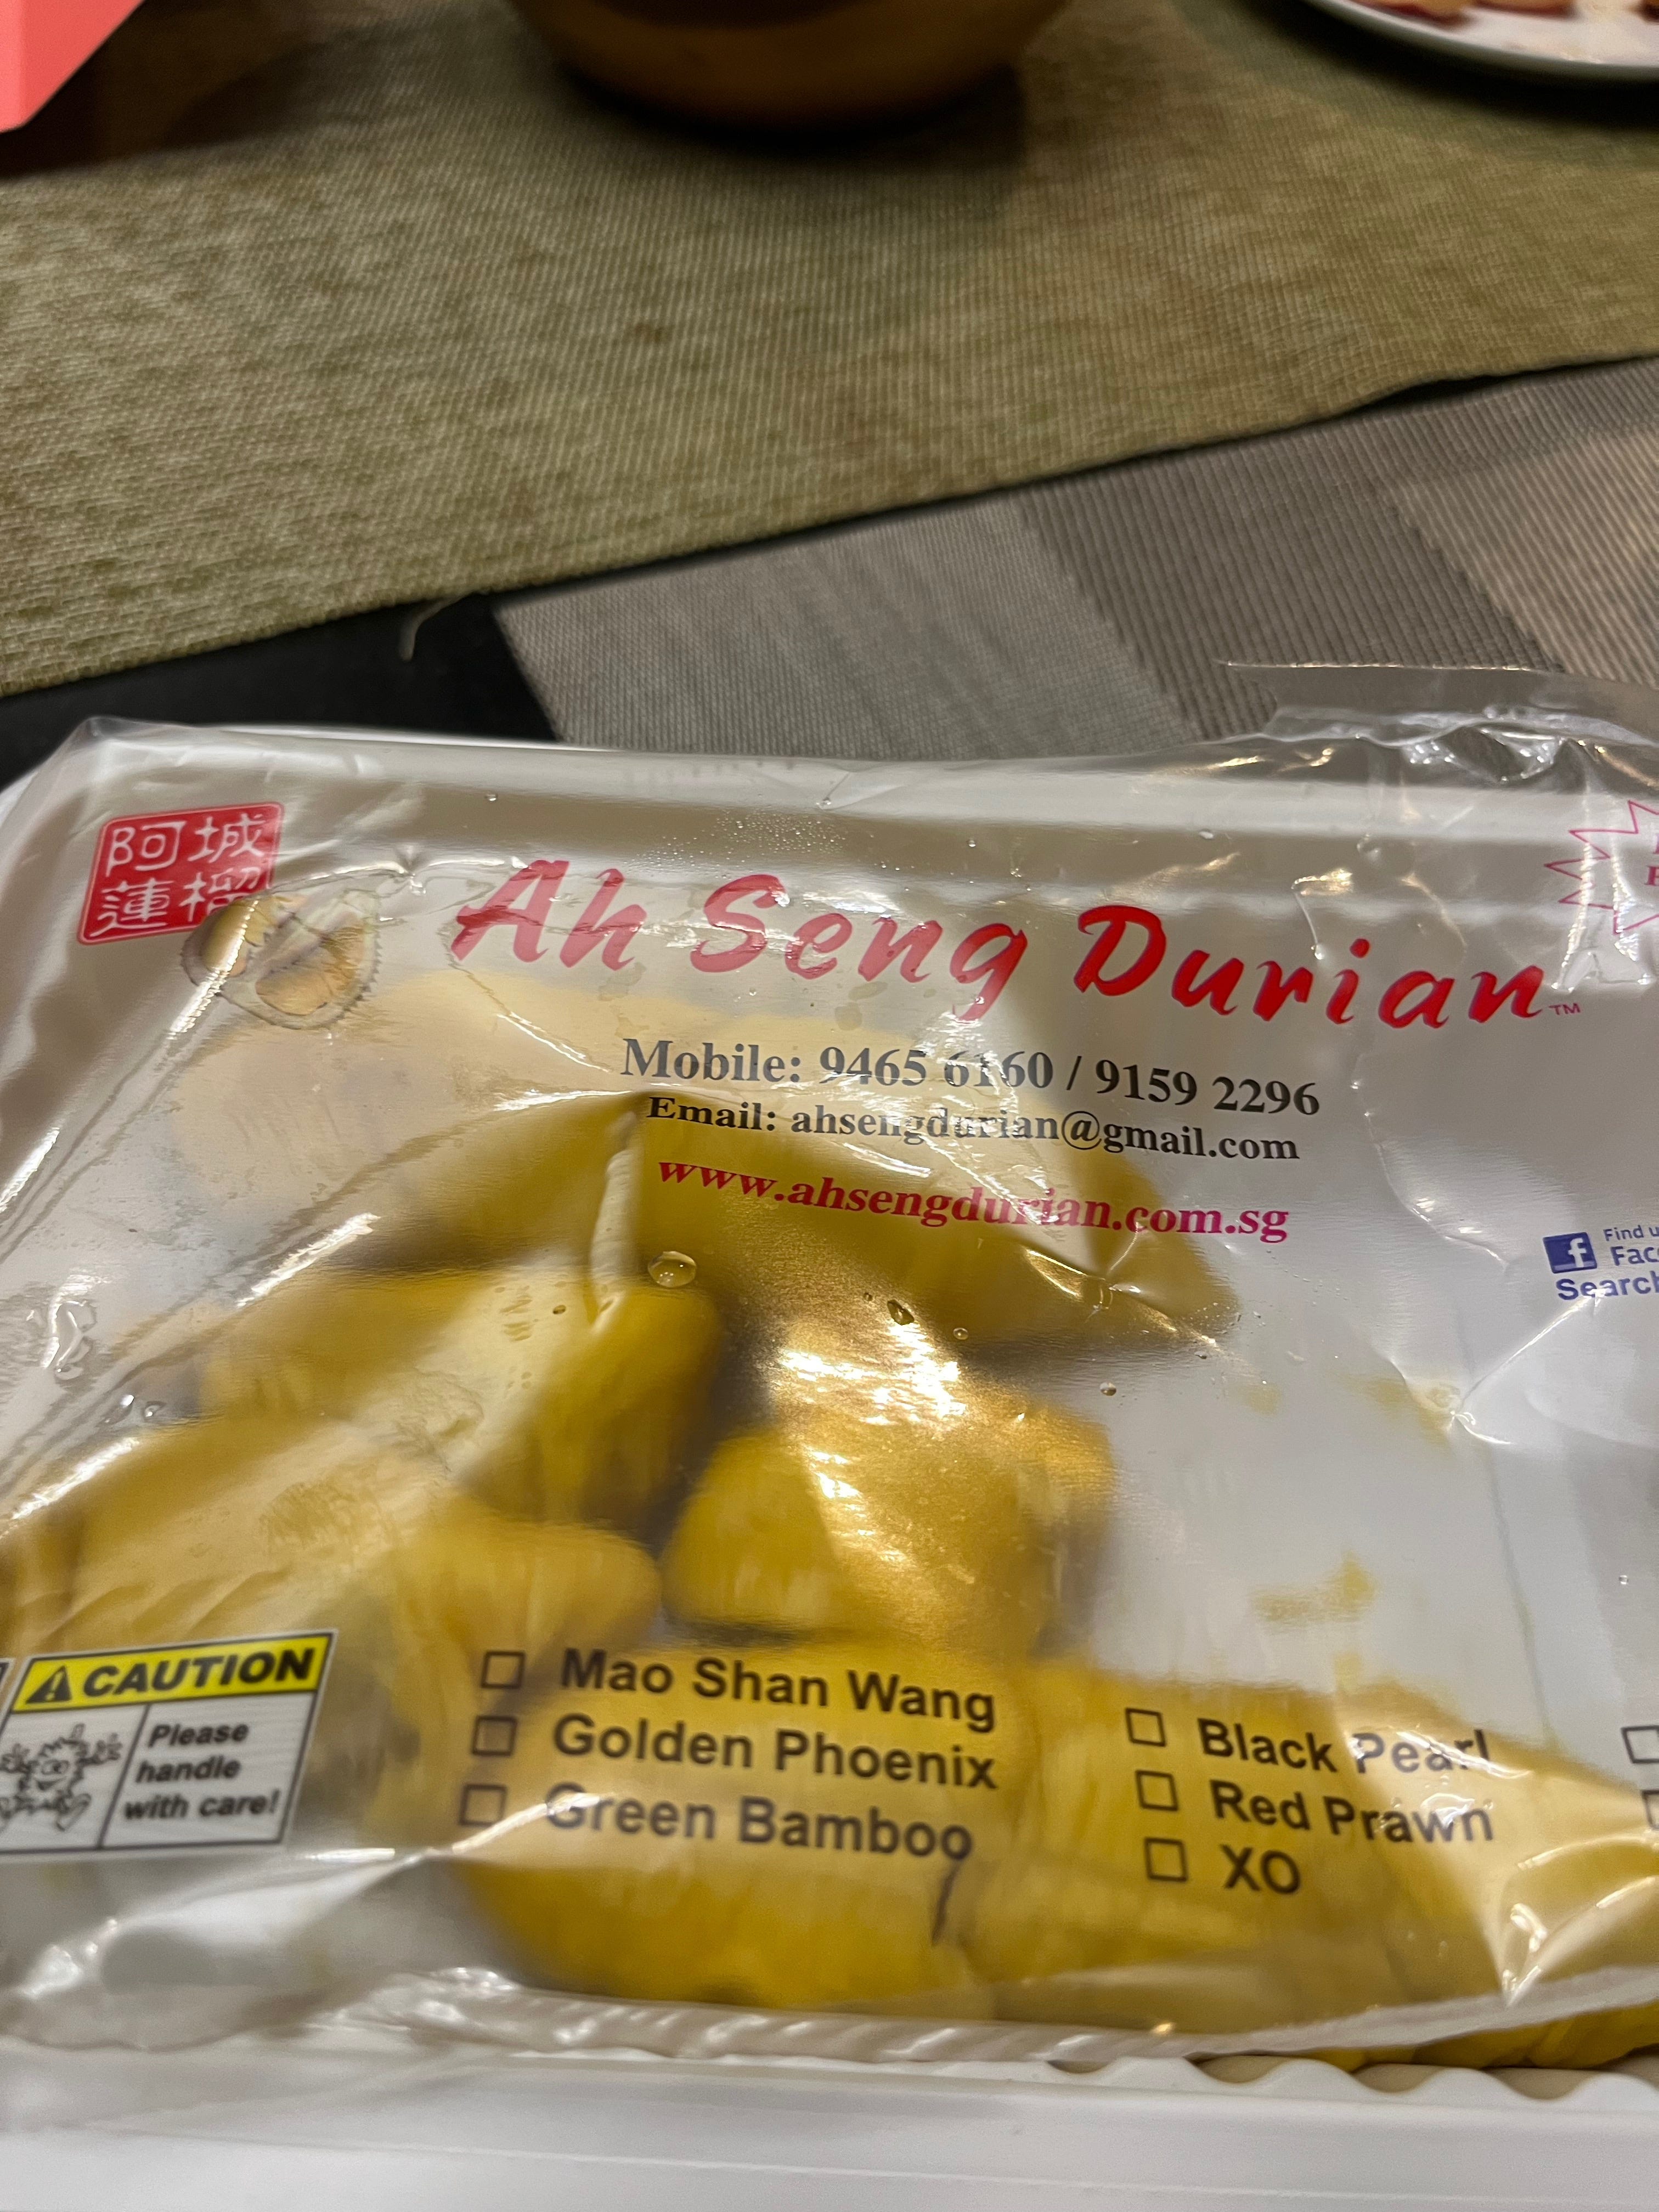 阿城
蓮榴
Ah Seng Durian™
Mobile: 9465 6160 / 9159 2296
Email: ahsengdurian@gmail.com
www.ahsengdurian.com.sg
Find
Search
CAUTION
Please
handle
with care!
☐ Mao Shan Wang
☐ Golden Phoenix
☐ Green Bamboo
☐ Black Pearl
☐ Red Prawn
☐ XO